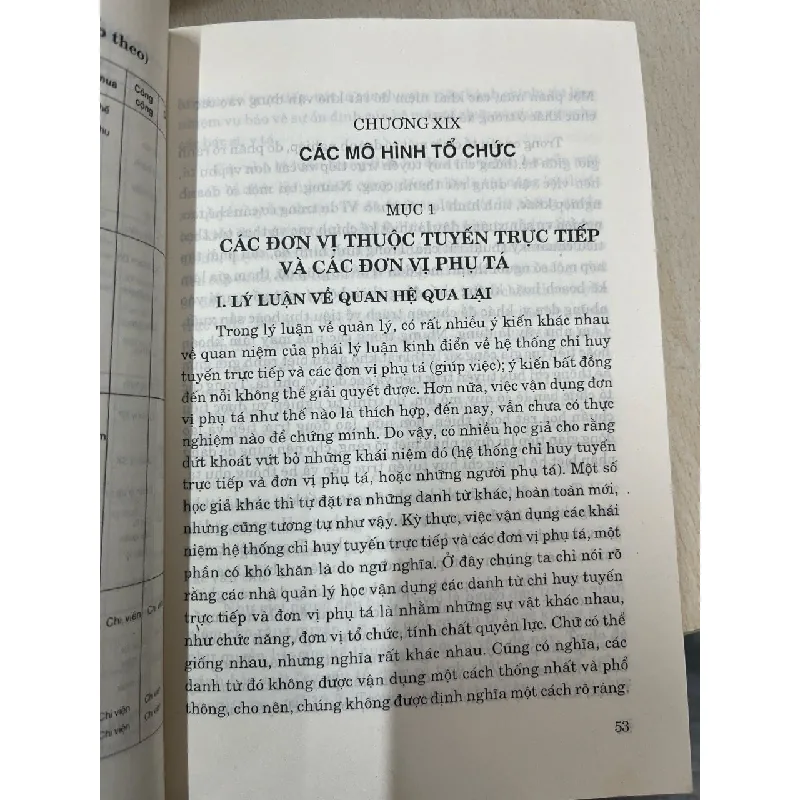 theo)
mua
Công
cộng
CHƯƠNG XIX
CÁC MÔ HÌNH TỔ CHỨC
MỤC 1
CÁC ĐƠN VỊ THUỘC TUYẾN TRỰC TIẾP
VÀ CÁC ĐƠN VỊ PHỤ TÁ
I. LÝ LUẬN VỀ QUAN HỆ QUA LẠI
Trong lý luận về quản lý, có rất nhiều ý kiến khác nhau
về quan niệm của phái lý luận kinh điển về hệ thống chỉ huy
tuyến trực tiếp và các đơn vị phụ tá (giúp việc); ý kiến bất đồng
đến nỗi không thể giải quyết được. Hơn nữa, việc vận dụng đơn
vị phụ tá như thế nào là thích hợp, đến nay, vẫn chưa có thực
nghiệm nào để chứng minh. Do vậy, có nhiều học giả cho rằng
dứt khoát vứt bỏ những khái niệm đó (hệ thống chỉ huy tuyến
trực tiếp và đơn vị phụ tá, hoặc những người phụ tá). Một số
học giả khác thì tự đặt ra những danh từ khác, hoàn toàn mới,
nhưng cũng tương tự như vậy. Kỳ thực, việc vận dụng các khái
niệm hệ thống chỉ huy tuyến trực tiếp và các đơn vị phụ tá, một
phần có khó khăn là do ngữ nghĩa. Ở đây chúng ta chỉ nói rõ
rằng các nhà quản lý học vận dụng các danh từ chỉ huy tuyến
trực tiếp và đơn vị phụ tá là nhằm những sự vật khác nhau,
như chức năng, đơn vị tổ chức, tính chất quyền lực. Chữ có thể
giống nhau, nhưng nghĩa rất khác nhau. Cũng có nghĩa, các
danh từ đó không được vận dụng một cách thống nhất và phổ
thông, cho nên, chúng không được định nghĩa một cách rõ ràng.
53
Chi viện
Chi viện
Chi viện